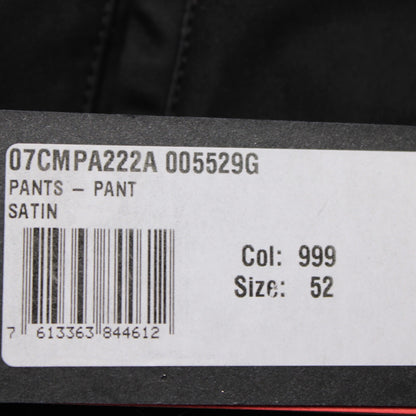 07CMPA222A 005529G
PANTS - PANT
SATIN
Col: 999
Size: 52
7 613363 844612